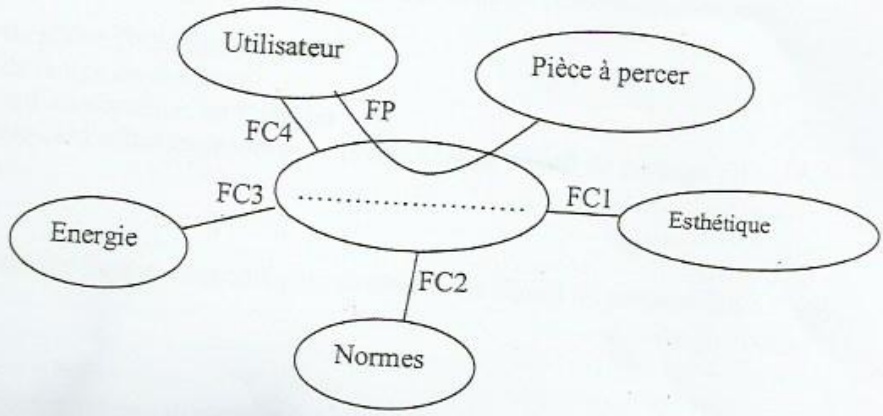 Utilisateur
Pièce à percer
FP
FC4
FC3
FC1
Energie
....................
Esthétique
FC2
Normes